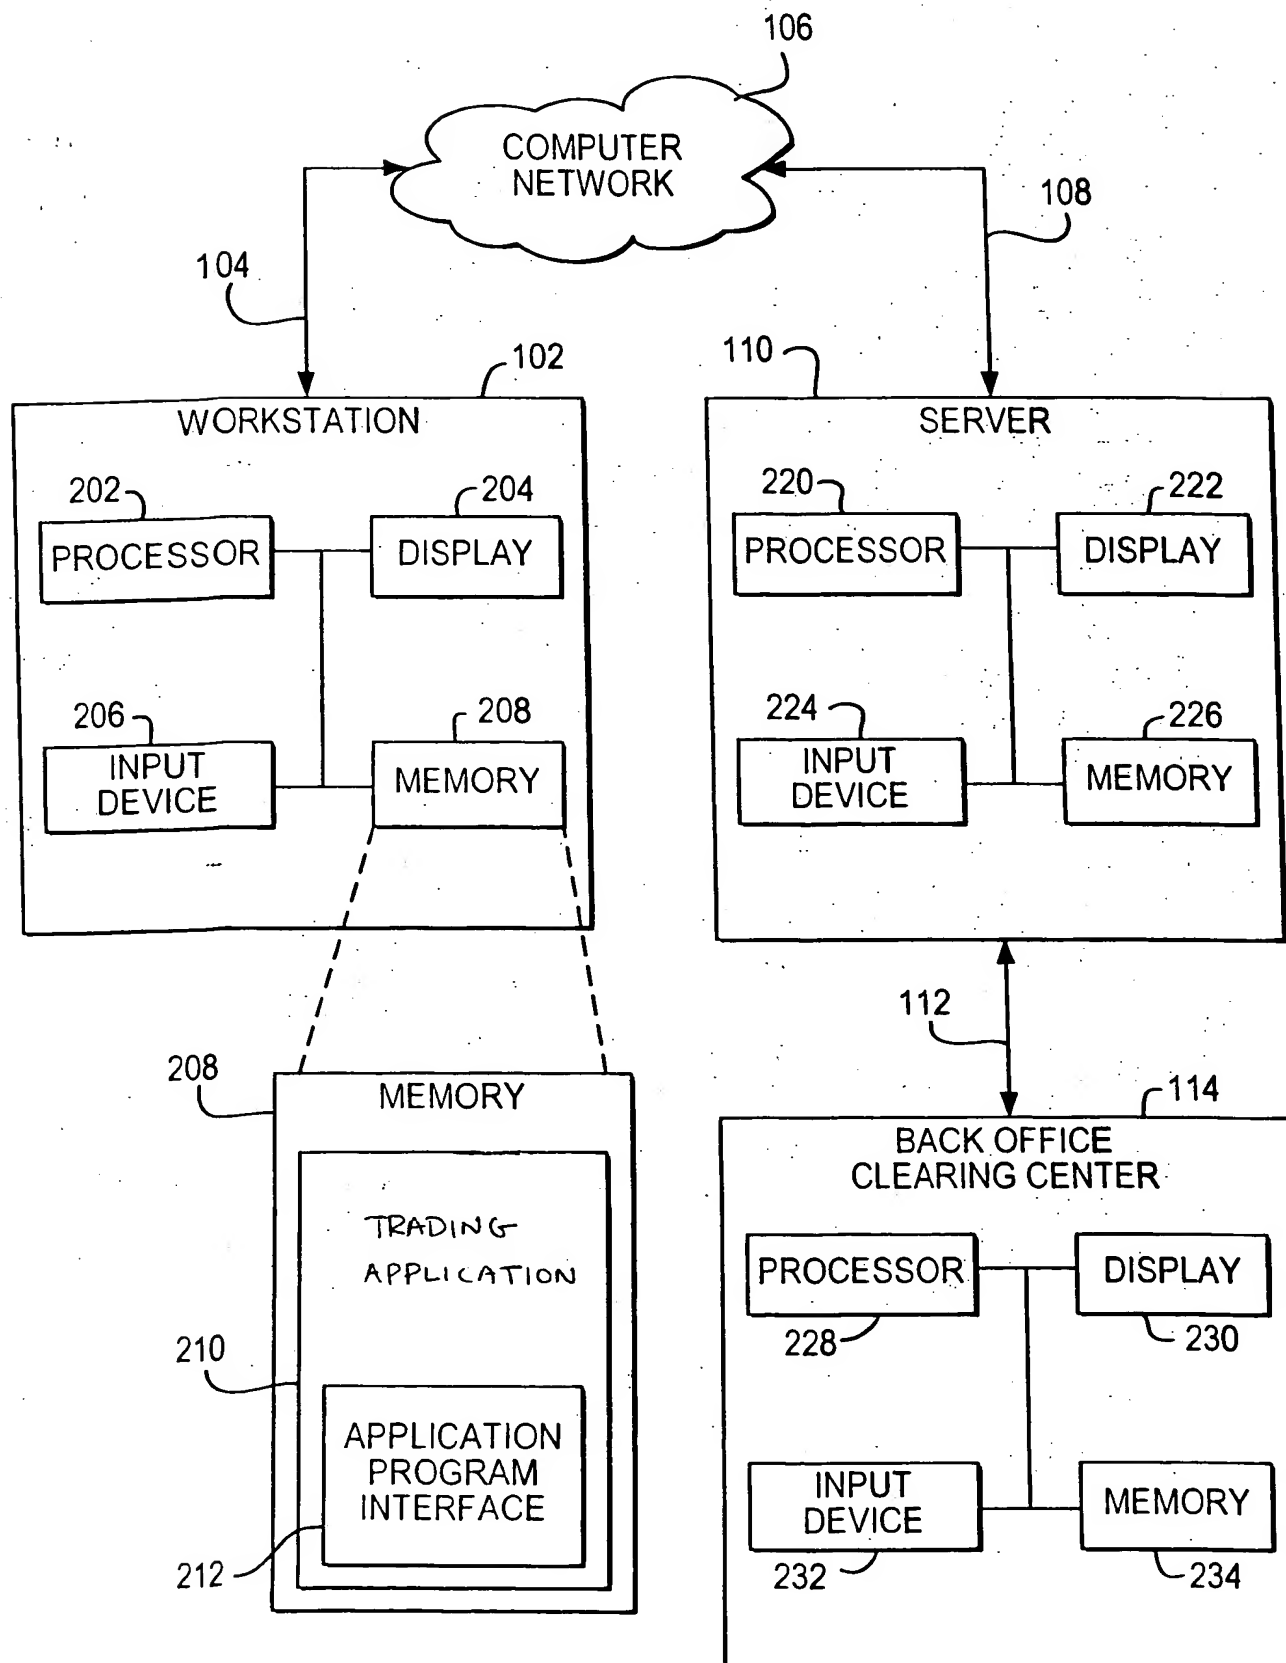 106
COMPUTER
NETWORK
108
104
102
110
WORKSTATION
SERVER
202
204
220
222
PROCESSOR
DISPLAY
PROCESSOR
DISPLAY
206
208
224
226
INPUT
DEVICE
MEMORY
INPUT
DEVICE
MEMORY
112
208
MEMORY
114
BACK OFFICE
CLEARING CENTER
TRADING
APPLICATION
PROCESSOR
DISPLAY
228
230
210
APPLICATION
PROGRAM
INTERFACE
INPUT
DEVICE
MEMORY
212
232
234